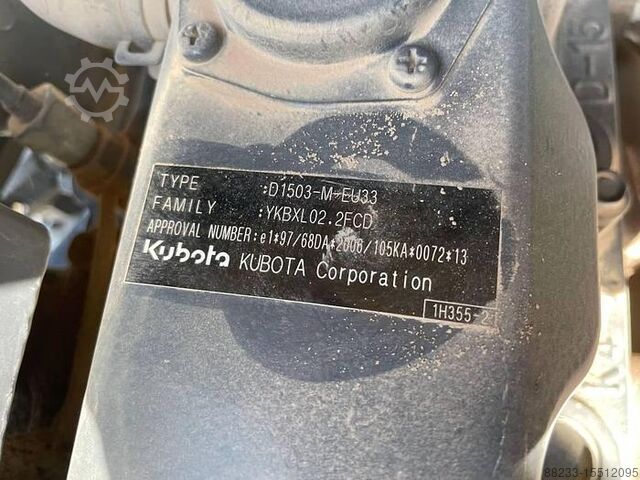 TYPE :D1503-M-EU33
FAMILY :YKBXL02.2FCD
APPROVAL NUMBER:e1*97/68DA*2006/105KA*0072*13
Kubota KUBOTA Corporation
1H355-2
D-15
88233-15512095